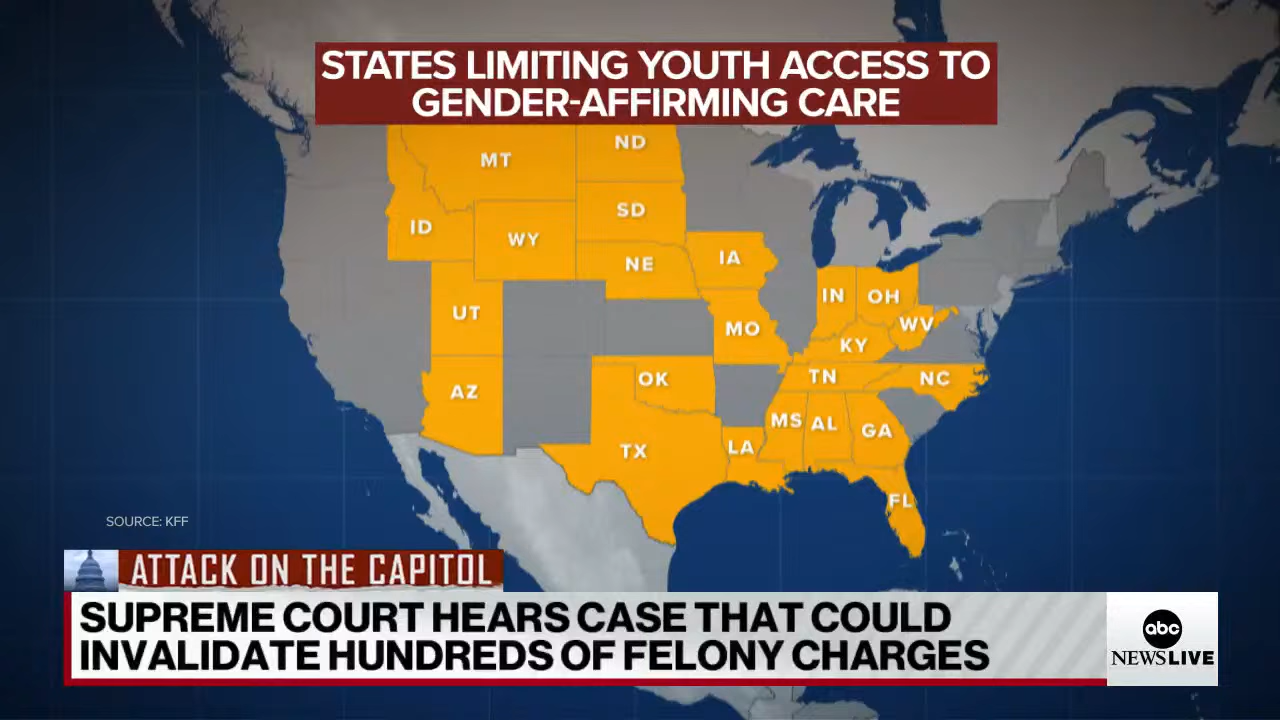 STATES LIMITING YOUTH ACCESS TO
GENDER-AFFIRMING CARE
MT
ND
ID
WY
SD
NE
IA
UT
MO
IN
OH
WV
KY
AZ
OK
TN
NC
TX
LA
MS
AL
GA
FL
SOURCE: KFF
ATTACK ON THE CAPITOL
SUPREME COURT HEARS CASE THAT COULD
INVALIDATE HUNDREDS OF FELONY CHARGES
abc
NEWS LIVE